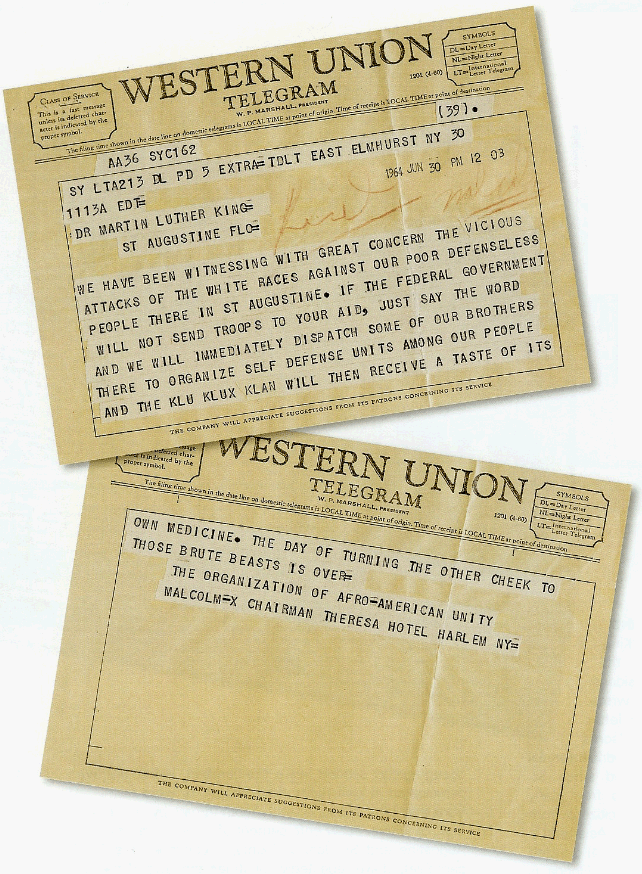 CLASS OF SERVICE
This is a fast message
unless its deferred char-
acter is indicated by the
proper symbol.
WESTERN UNION
TELEGRAM
W. P. MARSHALL, PRESIDENT
1201 (4-60)
SYMBOLS
DL=Day Letter
NL=Night Letter
LT=International Letter Telegram
The filing time shown in the date line on domestic telegrams is LOCAL TIME at point of origin. Time of receipt is LOCAL TIME at point of destination
(39).
AA36 SYC162
SY LTA213 DL PD 5 EXTRA=TDLT EAST ELMHURST NY 30
1113A EDT=
1964 JUN 30 PM 12 03
DR MARTIN LUTHER KING=
ST AUGUSTINE FLO=
WE HAVE BEEN WITNESSING WITH GREAT CONCERN THE VICIOUS
ATTACKS OF THE WHITE RACES AGAINST OUR POOR DEFENSELESS
PEOPLE THERE IN ST AUGUSTINE. IF THE FEDERAL GOVERNMENT
WILL NOT SEND TROOPS TO YOUR AID, JUST SAY THE WORD
AND WE WILL IMMEDIATELY DISPATCH SOME OF OUR BROTHERS
THERE TO ORGANIZE SELF DEFENSE UNITS AMONG OUR PEOPLE
AND THE KLU KLUX KLAN WILL THEN RECEIVE A TASTE OF ITS
THE COMPANY WILL APPRECIATE SUGGESTIONS FROM ITS PATRONS CONCERNING ITS SERVICE
unless its deferred char-
acter is indicated by the
proper symbol.
WESTERN UNION
TELEGRAM
W. P. MARSHALL, PRESIDENT
1201 (4-60)
SYMBOLS
DL=Day Letter
NL=Night Letter
LT=International Letter Telegram
The filing time shown in the date line on domestic telegrams is LOCAL TIME at point of origin. Time of receipt is LOCAL TIME at point of destination
OWN MEDICINE. THE DAY OF TURNING THE OTHER CHEEK TO
THOSE BRUTE BEASTS IS OVER=
THE ORGANIZATION OF AFRO=AMERICAN UNITY
MALCOLM=X CHAIRMAN THERESA HOTEL HARLEM NY=
THE COMPANY WILL APPRECIATE SUGGESTIONS FROM ITS PATRONS CONCERNING ITS SERVICE